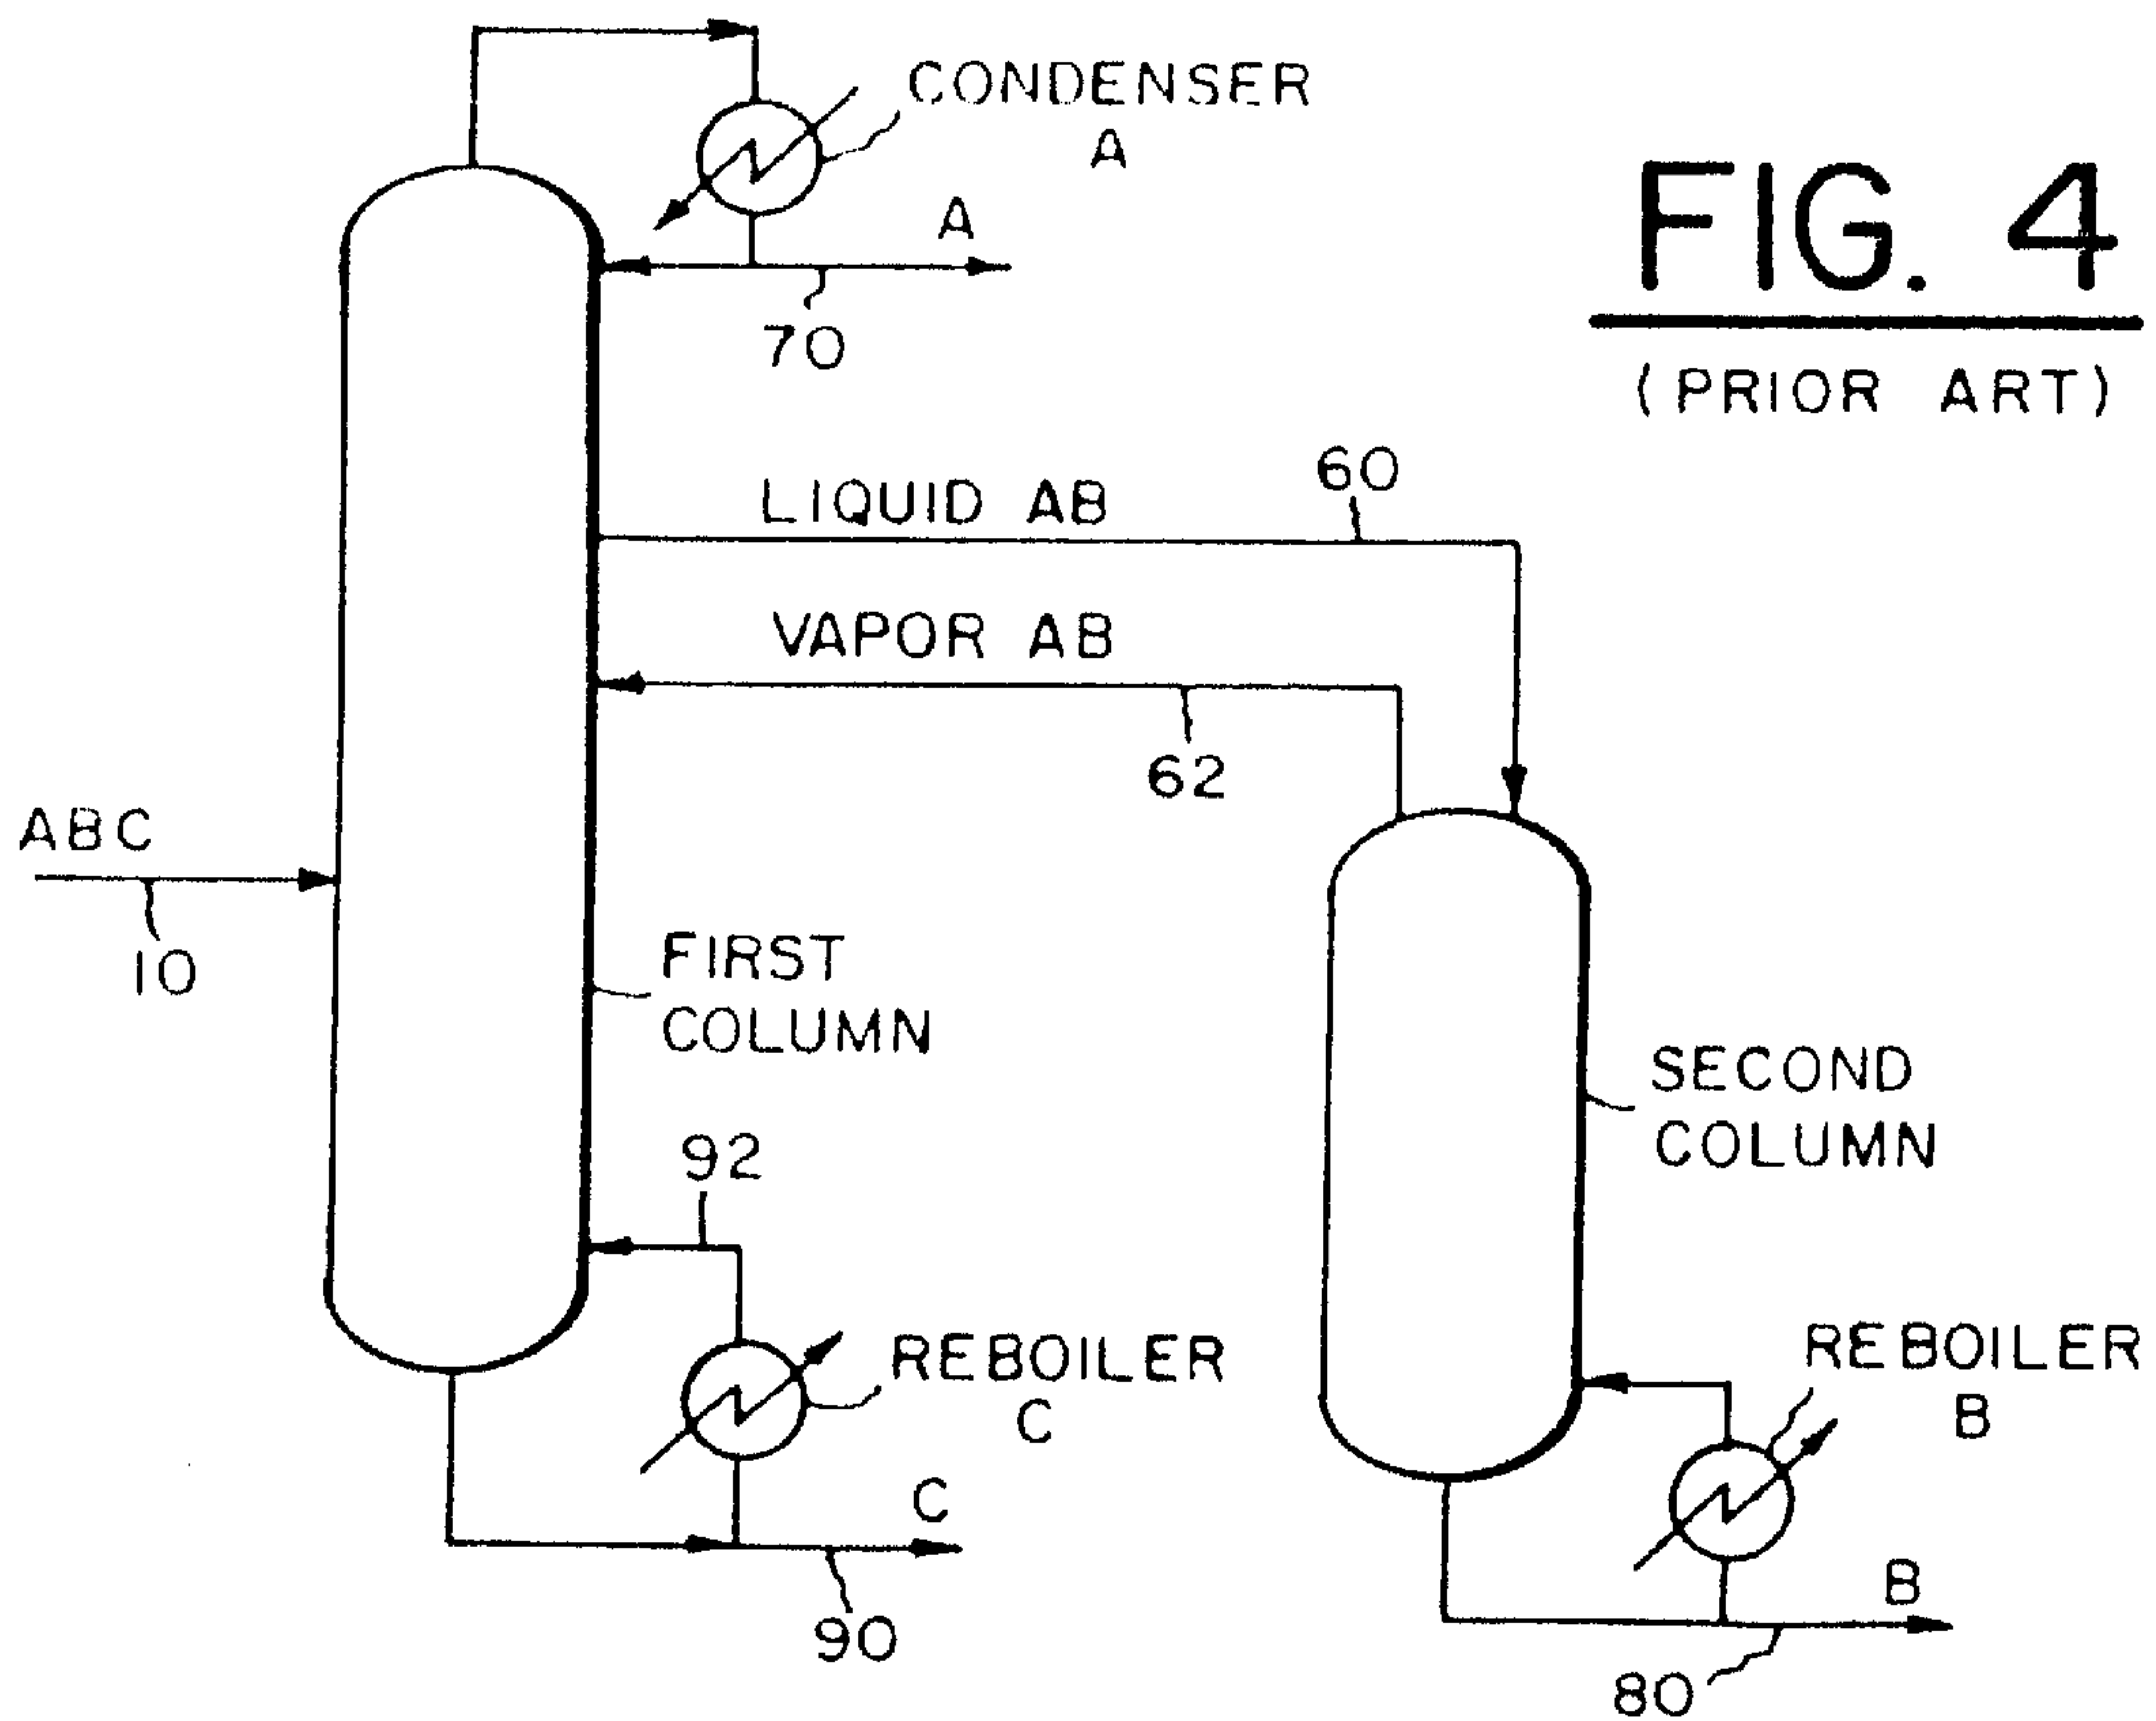 CONDENSER
A
FIG. 4
(PRIOR ART)
A
70
LIQUID AB
60
VAPOR AB
62
ABC
10
FIRST
COLUMN
SECOND
COLUMN
92
REBOILER
C
REBOILER
B
C
90
B
80